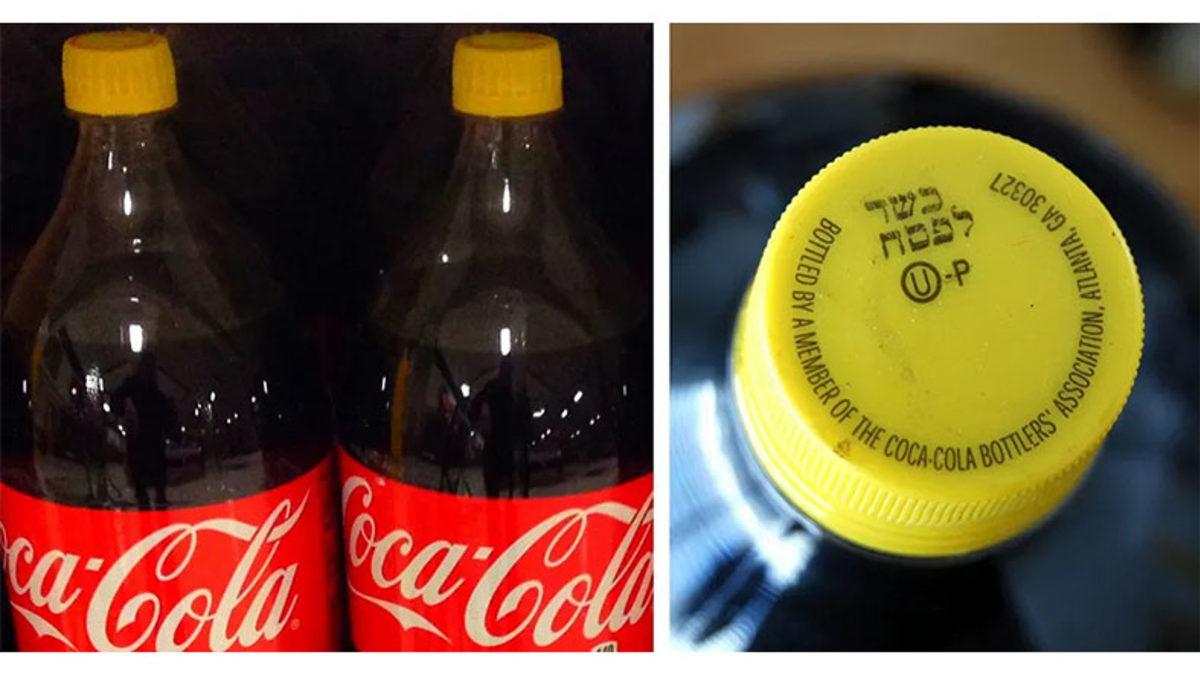 Coca-Cola
Coca-Cola
כשר
לפסח
U-P
BOTTLED BY A MEMBER OF THE COCA-COLA BOTTLERS' ASSOCIATION, ATLANTA, GA 30327